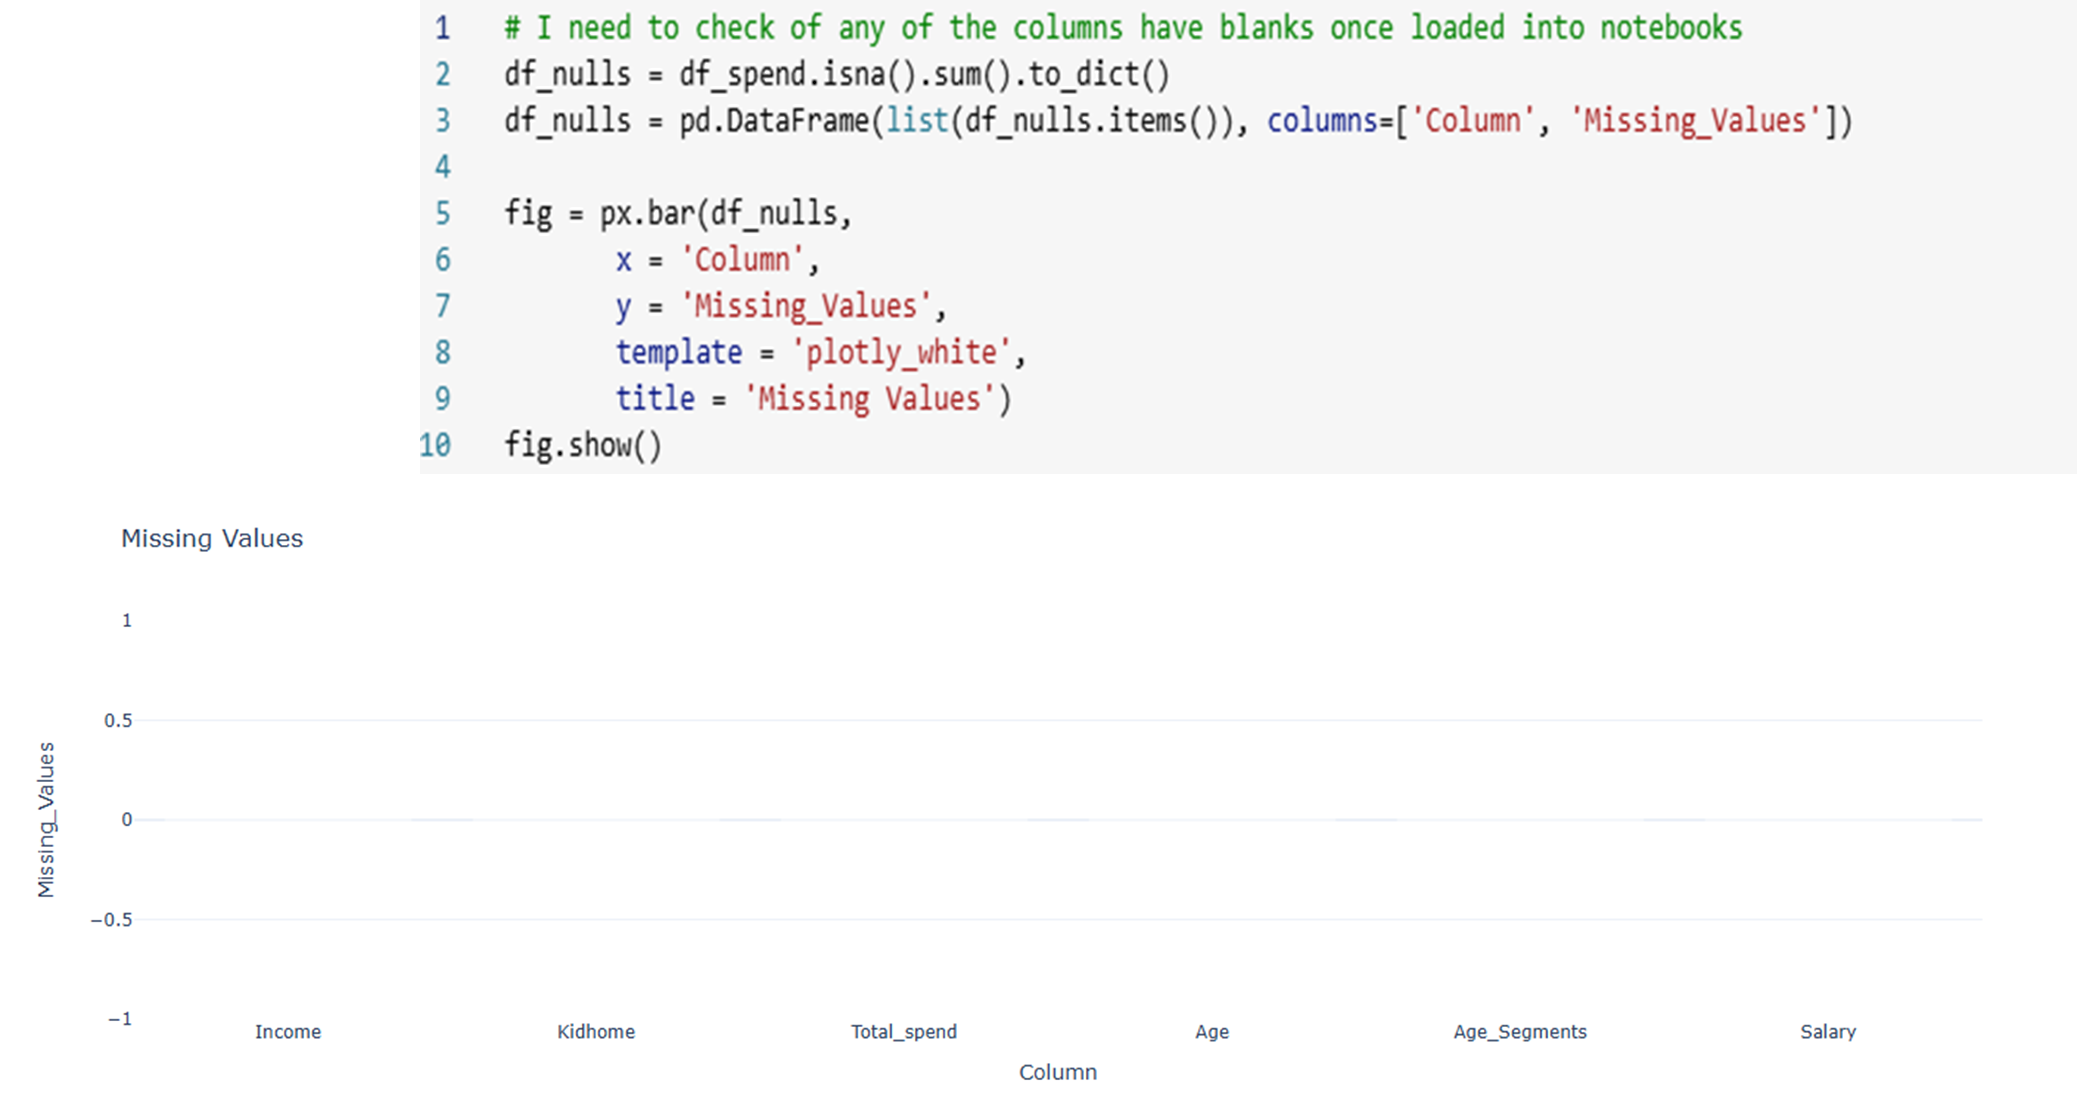 1 # I need to check of any of the columns have blanks once loaded into notebooks
2 df_nulls = df_spend.isna().sum().to_dict()
3 df_nulls = pd.DataFrame(list(df_nulls.items()), columns=['Column', 'Missing_Values'])
4
5 fig = px.bar(df_nulls,
6 x = 'Column',
7 y = 'Missing_Values',
8 template = 'plotly_white',
9 title = 'Missing Values')
10 fig.show()
Missing Values
1
0.5
0
−0.5
−1
Missing_Values
Income Kidhome Total_spend Age Age_Segments Salary
Column